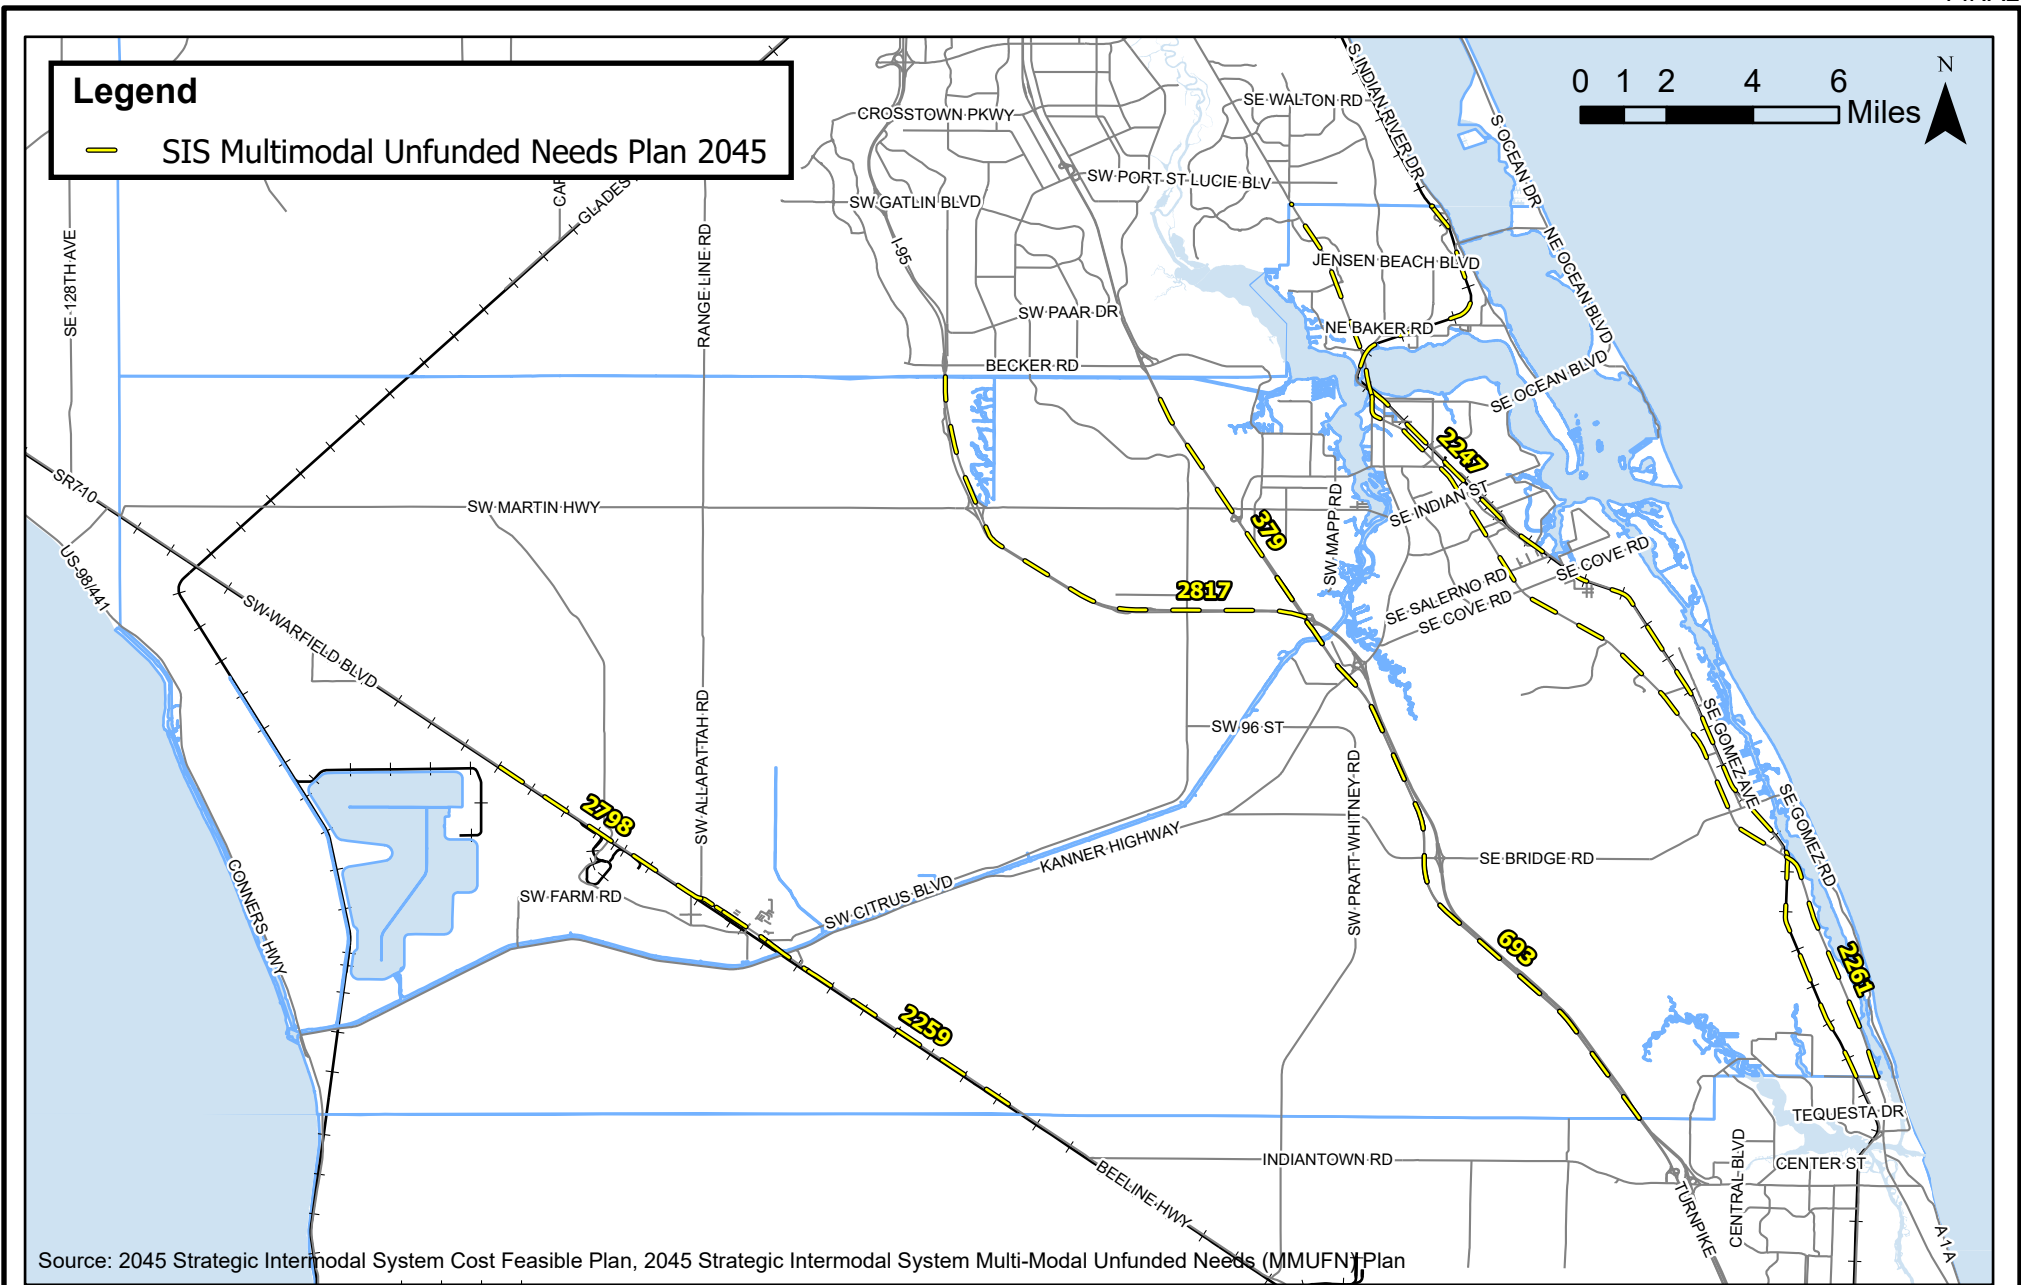 Legend
SIS Multimodal Unfunded Needs Plan 2045
0 1 2 4 6
Miles
N
S INDIAN RIVER DR
S OCEAN DR
SE WALTON RD
CROSSTOWN PKWY
SW PORT ST LUCIE BLV
SW GATLIN BLVD
I-95
SE 128TH AVE
RANGE LINE RD
JENSEN BEACH BLVD
NE OCEAN BLVD
SW PAAR DR
NE BAKER RD
BECKER RD
SE OCEAN BLVD
2247
SR710
SW MARTIN HWY
SE INDIAN ST
379
SW MAPP RD
SE COVE RD
US-98/441
2817
SE SALERNO RD
SE COVE RD
SW WARFIELD BLVD
SW ALLAPATTAH RD
SW 96 ST
SE GOMEZ AVE
SW PRATT WHITNEY RD
SE GOMEZ RD
2798
KANNER HIGHWAY
SE BRIDGE RD
CONNERS HWY
SW FARM RD
SW CITRUS BLVD
693
2261
2259
TEQUESTA DR
INDIANTOWN RD
CENTRAL BLVD
CENTER ST
BEELINE HWY
TURNPIKE
A 1 A
Source: 2045 Strategic Intermodal System Cost Feasible Plan, 2045 Strategic Intermodal System Multi-Modal Unfunded Needs (MMUFN) Plan